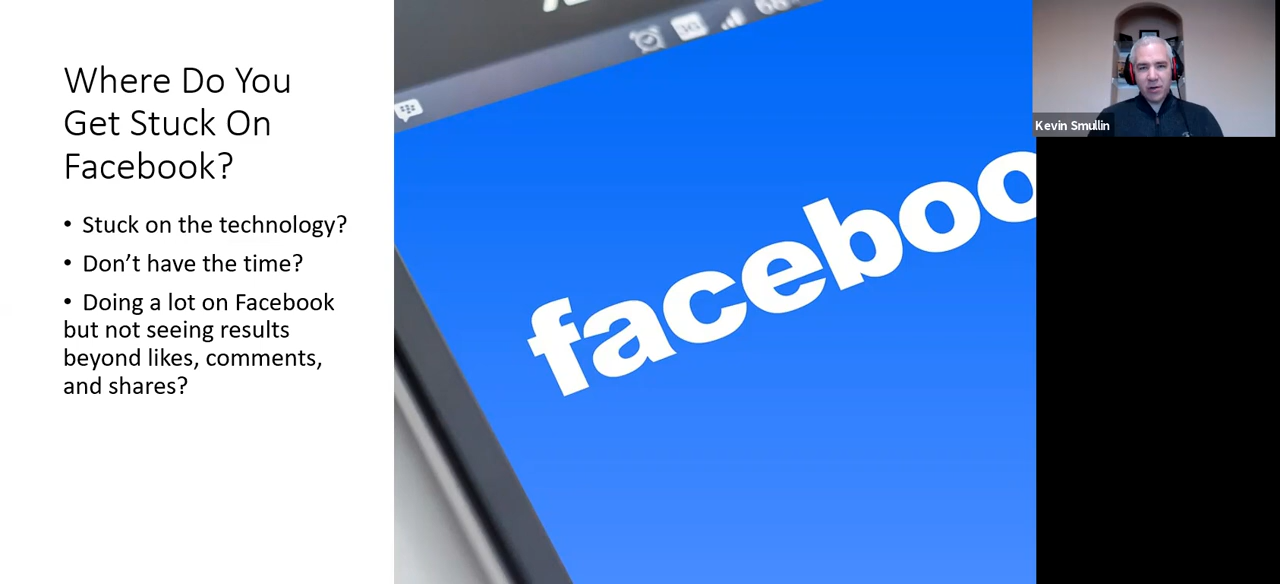 Where Do You
Get Stuck On
Facebook?
• Stuck on the technology?
• Don’t have the time?
• Doing a lot on Facebook
but not seeing results
beyond likes, comments,
and shares?
3G
faceboo
Kevin Smullin